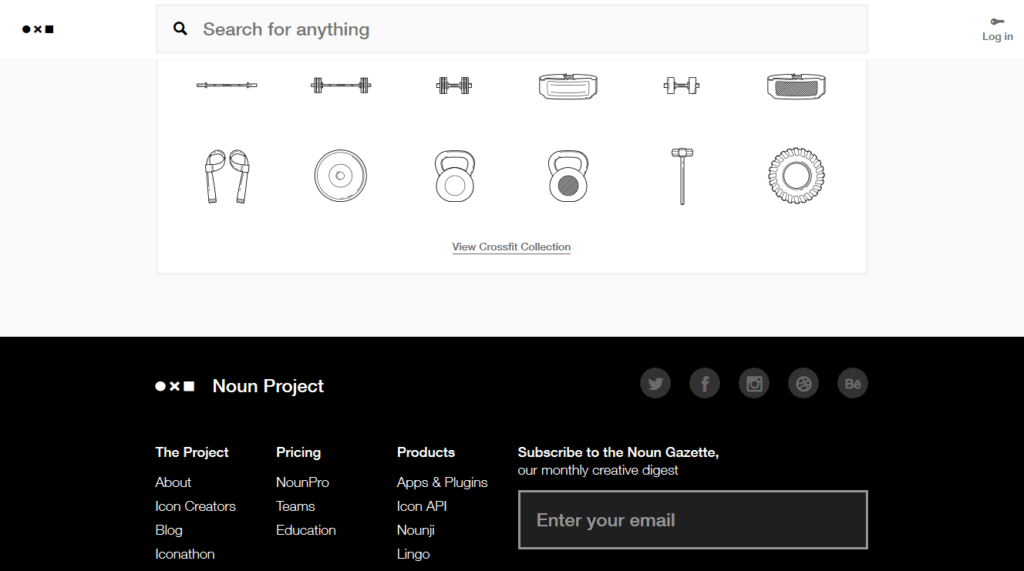 Search for anything
Log in
View Crossfit Collection
Noun Project
Bē
The Project
About
Icon Creators
Blog
Iconathon
Pricing
NounPro
Teams
Education
Products
Apps & Plugins
Icon API
Nounji
Lingo
Subscribe to the Noun Gazette,
our monthly creative digest
Enter your email